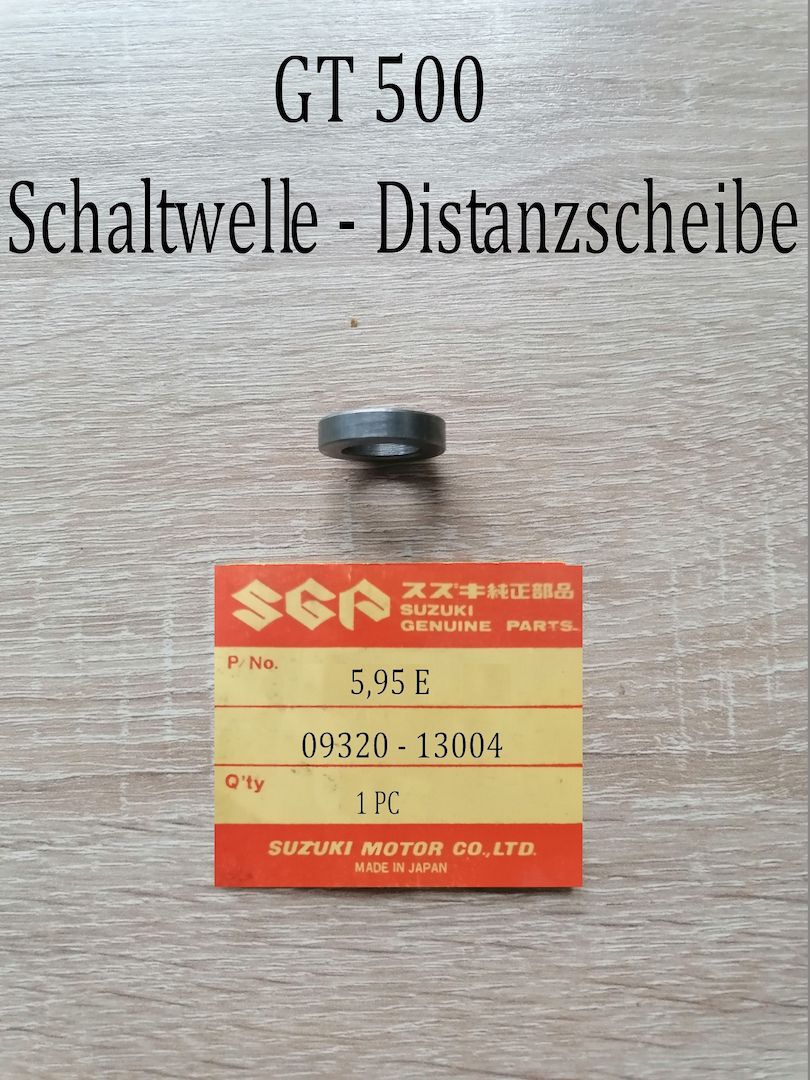 GT 500
Schaltwelle - Distanzscheibe
SGP スズキ純正部品
SUZUKI
GENUINE PARTS
P/No.
5,95 E
09320 - 13004
Q'ty
1 PC
SUZUKI MOTOR CO.,LTD.
MADE IN JAPAN